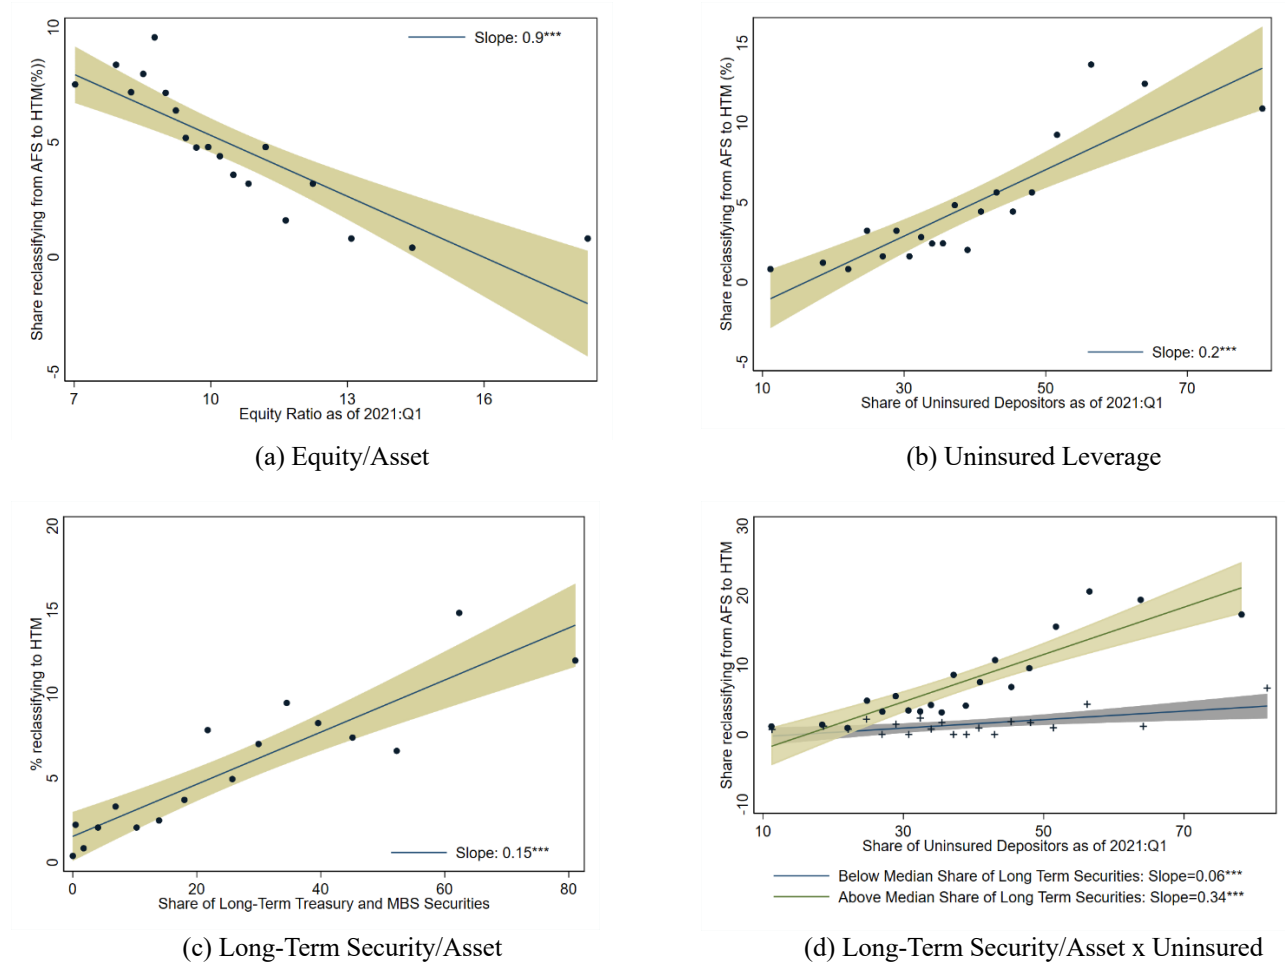 Share reclassifying from AFS to HTM(%))
10
5
0
-5
Slope: 0.9***
7 10 13 16
Equity Ratio as of 2021:Q1
(a) Equity/Asset
Share reclassifying from AFS to HTM (%)
15
10
5
0
-5
Slope: 0.2***
10 30 50 70
Share of Uninsured Depositors as of 2021:Q1
(b) Uninsured Leverage
% reclassifying to HTM
20
15
10
5
0
Slope: 0.15***
0 20 40 60 80
Share of Long-Term Treasury and MBS Securities
(c) Long-Term Security/Asset
Share reclassifying from AFS to HTM
30
20
10
0
-10
10 30 50 70
Share of Uninsured Depositors as of 2021:Q1
Below Median Share of Long Term Securities: Slope=0.06***
Above Median Share of Long Term Securities: Slope=0.34***
(d) Long-Term Security/Asset x Uninsured